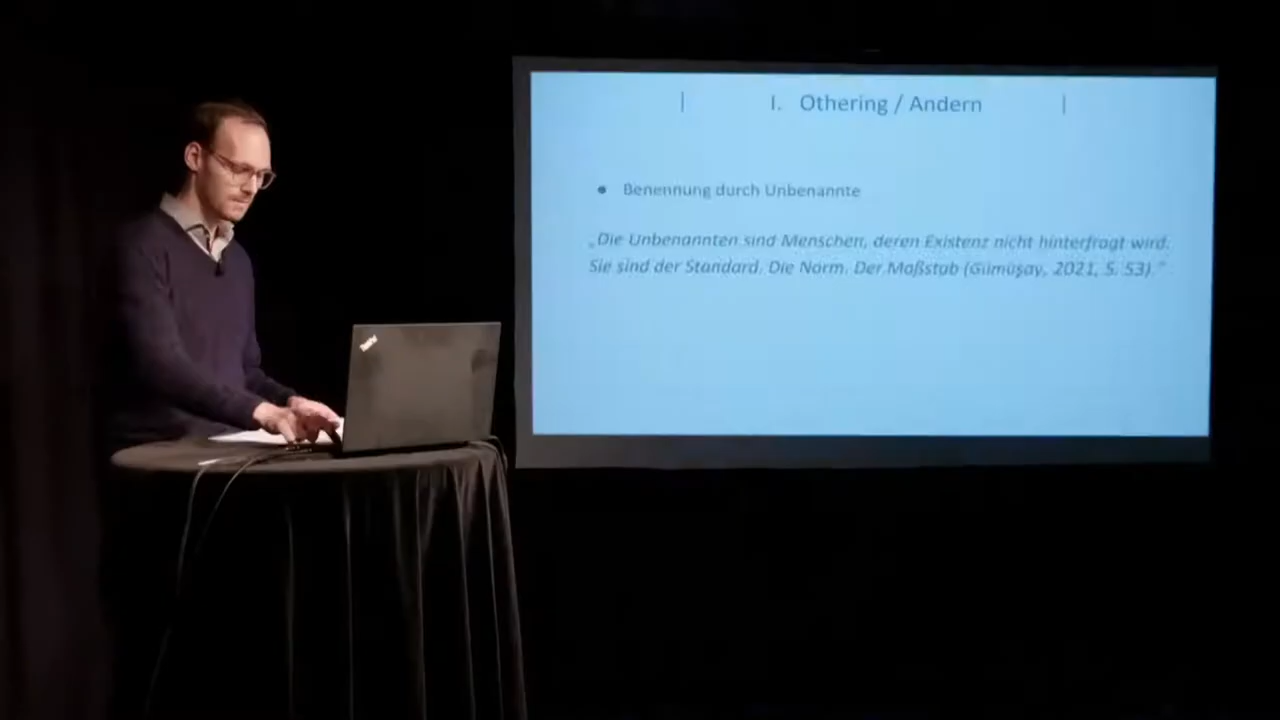 | I. Othering / Andern |
● Benennung durch Unbenannte
„Die Unbenannten sind Menschen, deren Existenz nicht hinterfragt wird.
Sie sind der Standard. Die Norm. Der Maßstab (Gümüşay, 2021, S. 53)."
ThinkPad